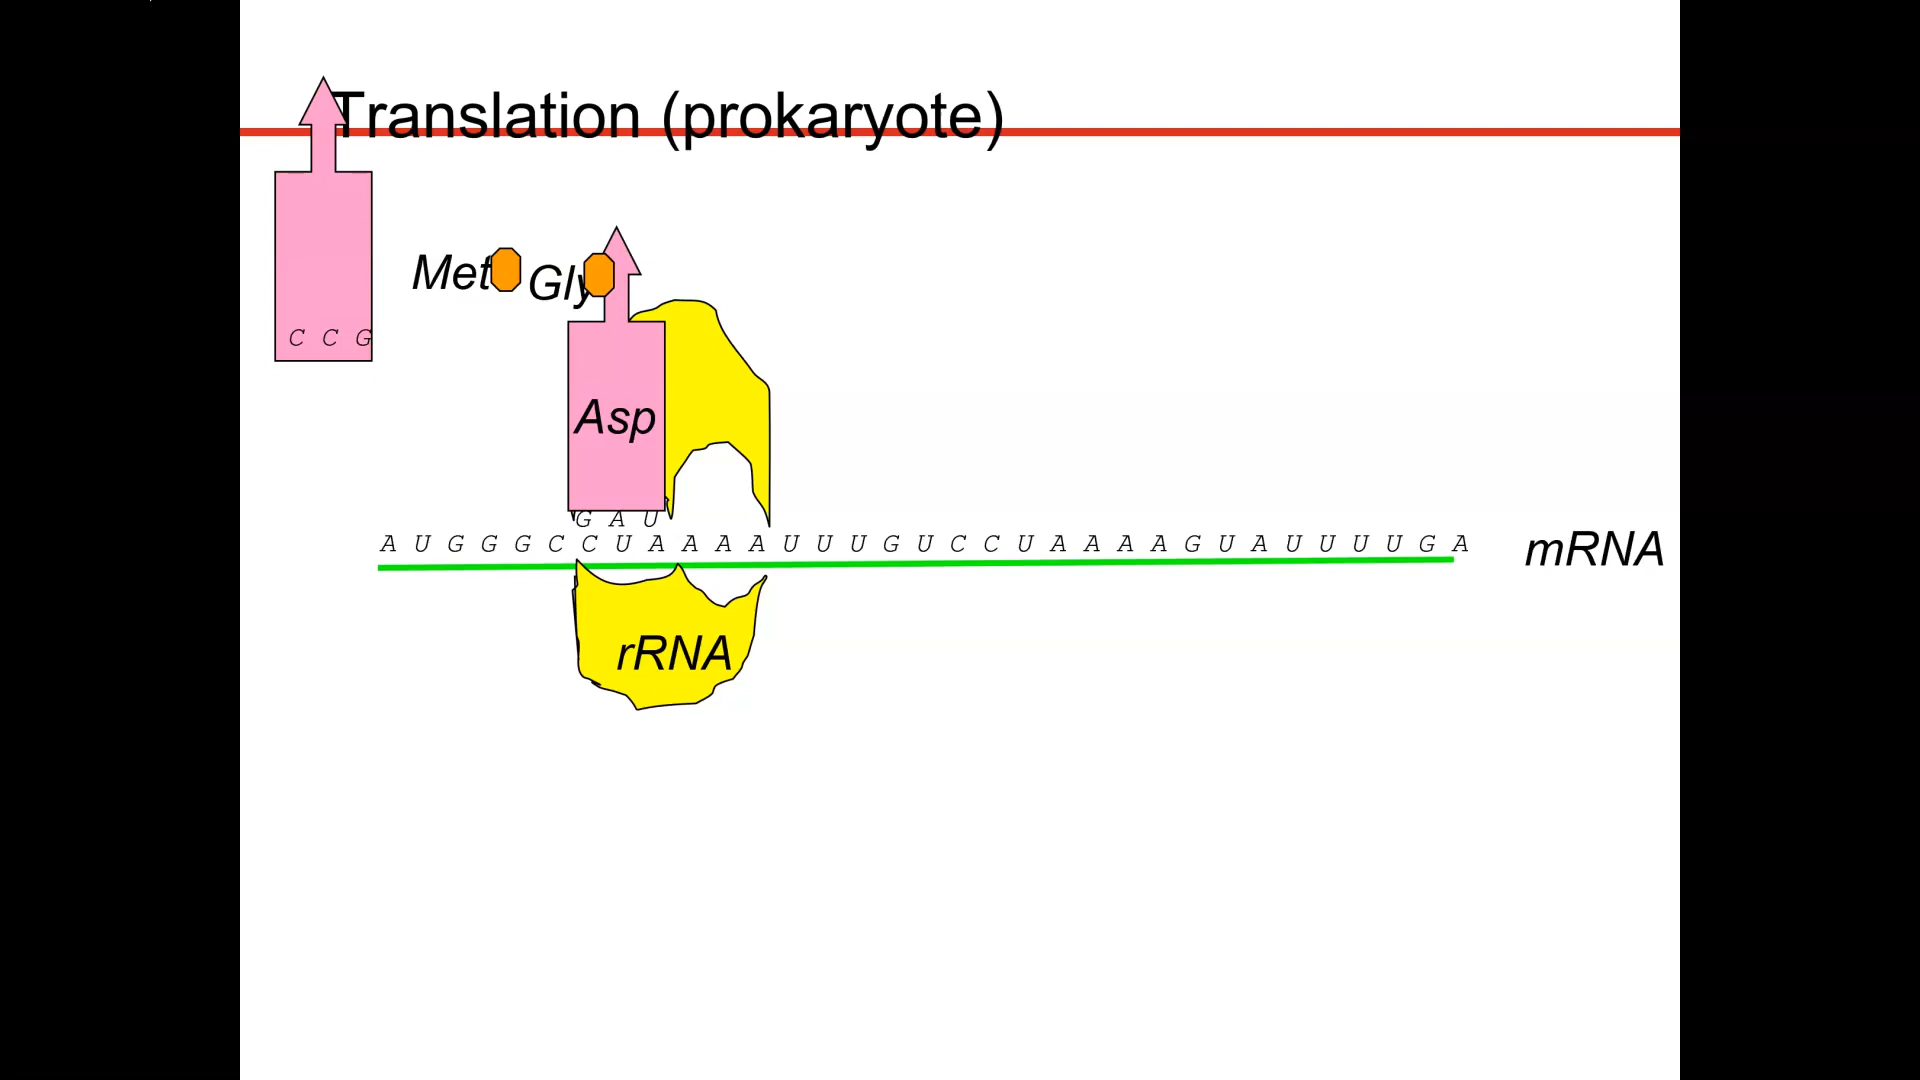 Translation (prokaryote)
Met Gly
C C G
Asp
G A U
A U G G G C C U A A A A U U U G U C C U A A A A G U A U U U U G A mRNA
rRNA